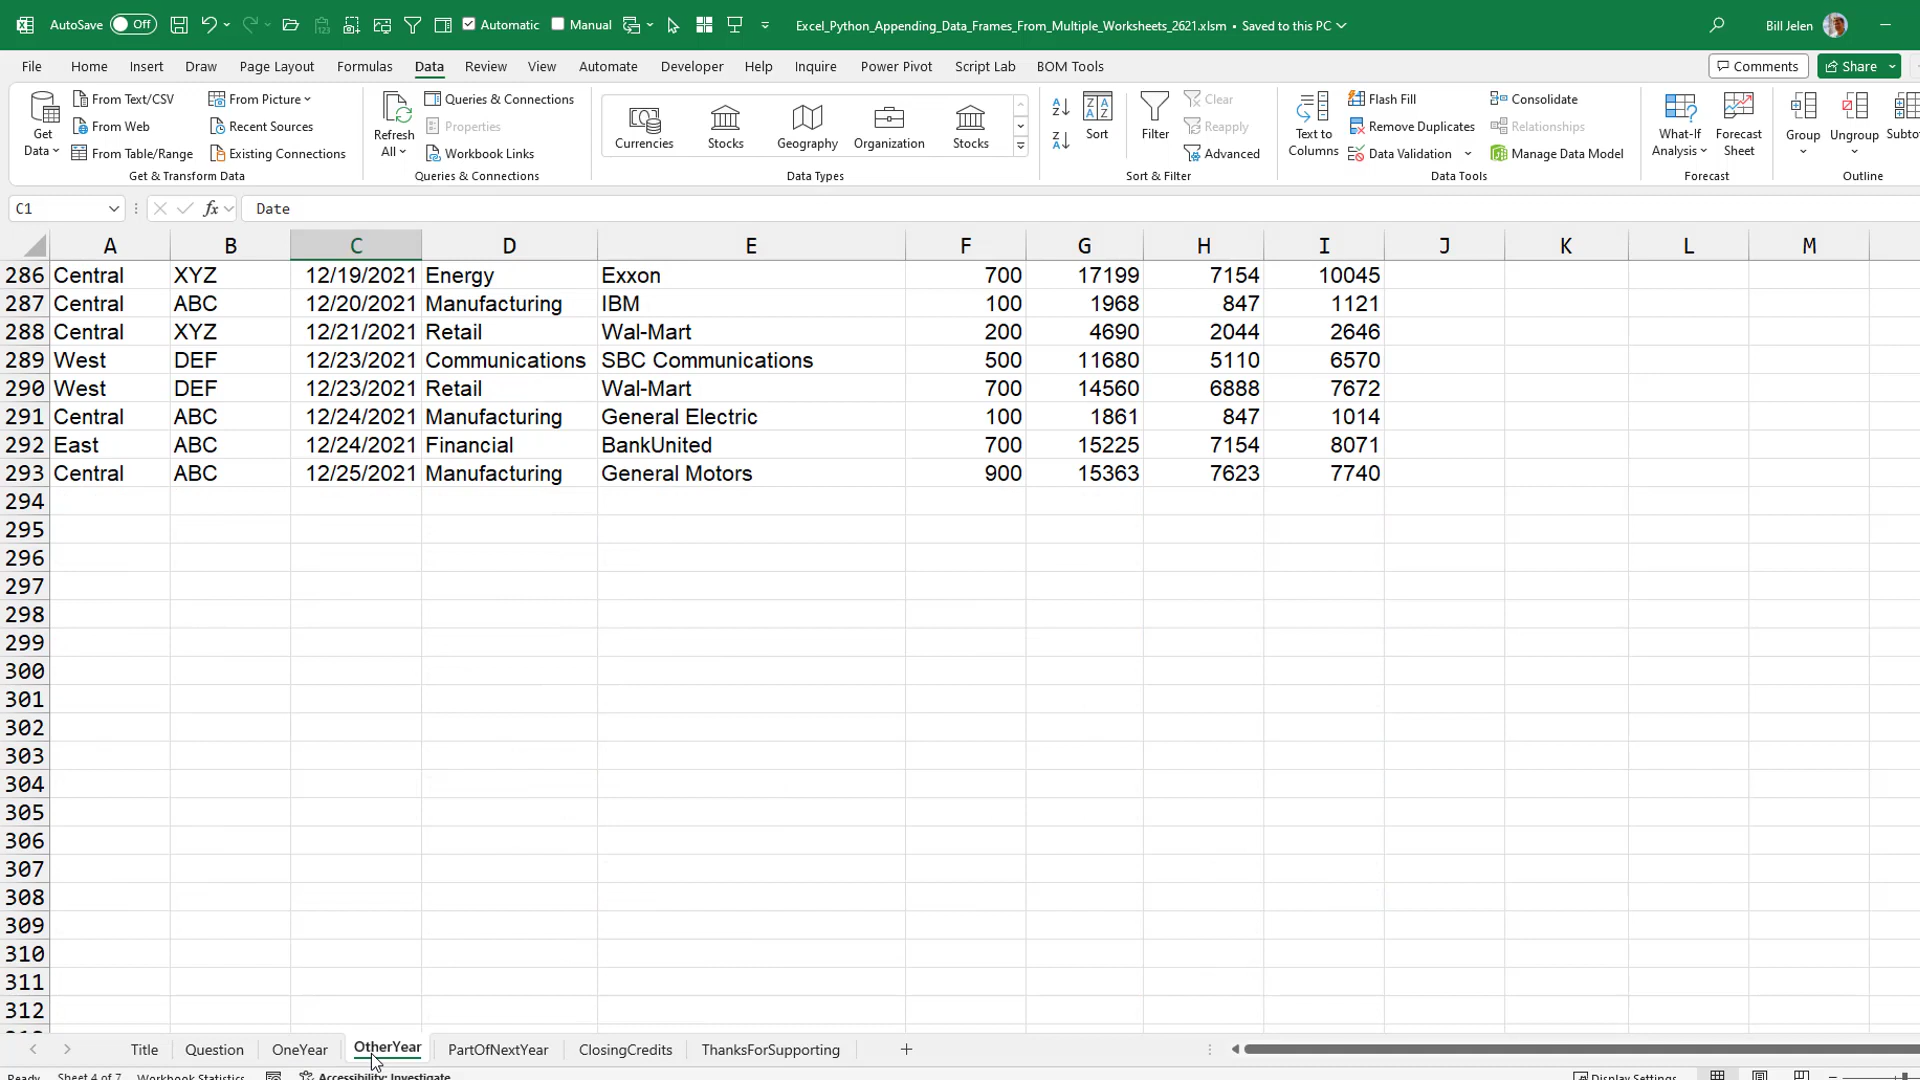 AutoSave Off Automatic Manual Excel_Python_Appending_Data_Frames_From_Multiple_Worksheets_2621.xlsm • Saved to this PC Bill Jelen
File Home Insert Draw Page Layout Formulas Data Review View Automate Developer Help Inquire Power Pivot Script Lab BOM Tools Comments Share
Get Data From Text/CSV From Picture Refresh All Queries & Connections Currencies Stocks Geography Organization Stocks Sort Filter Clear Text to Columns Flash Fill Consolidate What-If Analysis Forecast Sheet Group Ungroup
From Web Recent Sources Properties Reapply Remove Duplicates Relationships
From Table/Range Existing Connections Workbook Links Advanced Data Validation Manage Data Model
Get & Transform Data Queries & Connections Data Types Sort & Filter Data Tools Forecast Outline
C1 fx Date
A B C D E F G H I J K L M
286 Central XYZ 12/19/2021 Energy Exxon 700 17199 7154 10045
287 Central ABC 12/20/2021 Manufacturing IBM 100 1968 847 1121
288 Central XYZ 12/21/2021 Retail Wal-Mart 200 4690 2044 2646
289 West DEF 12/23/2021 Communications SBC Communications 500 11680 5110 6570
290 West DEF 12/23/2021 Retail Wal-Mart 700 14560 6888 7672
291 Central ABC 12/24/2021 Manufacturing General Electric 100 1861 847 1014
292 East ABC 12/24/2021 Financial BankUnited 700 15225 7154 8071
293 Central ABC 12/25/2021 Manufacturing General Motors 900 15363 7623 7740
294
295
296
297
298
299
300
301
302
303
304
305
306
307
308
309
310
311
312
Title Question OneYear OtherYear PartOfNextYear ClosingCredits ThanksForSupporting
Ready Sheet 4 of 7 Workbook Statistics Accessibility: Investigate Display Settings